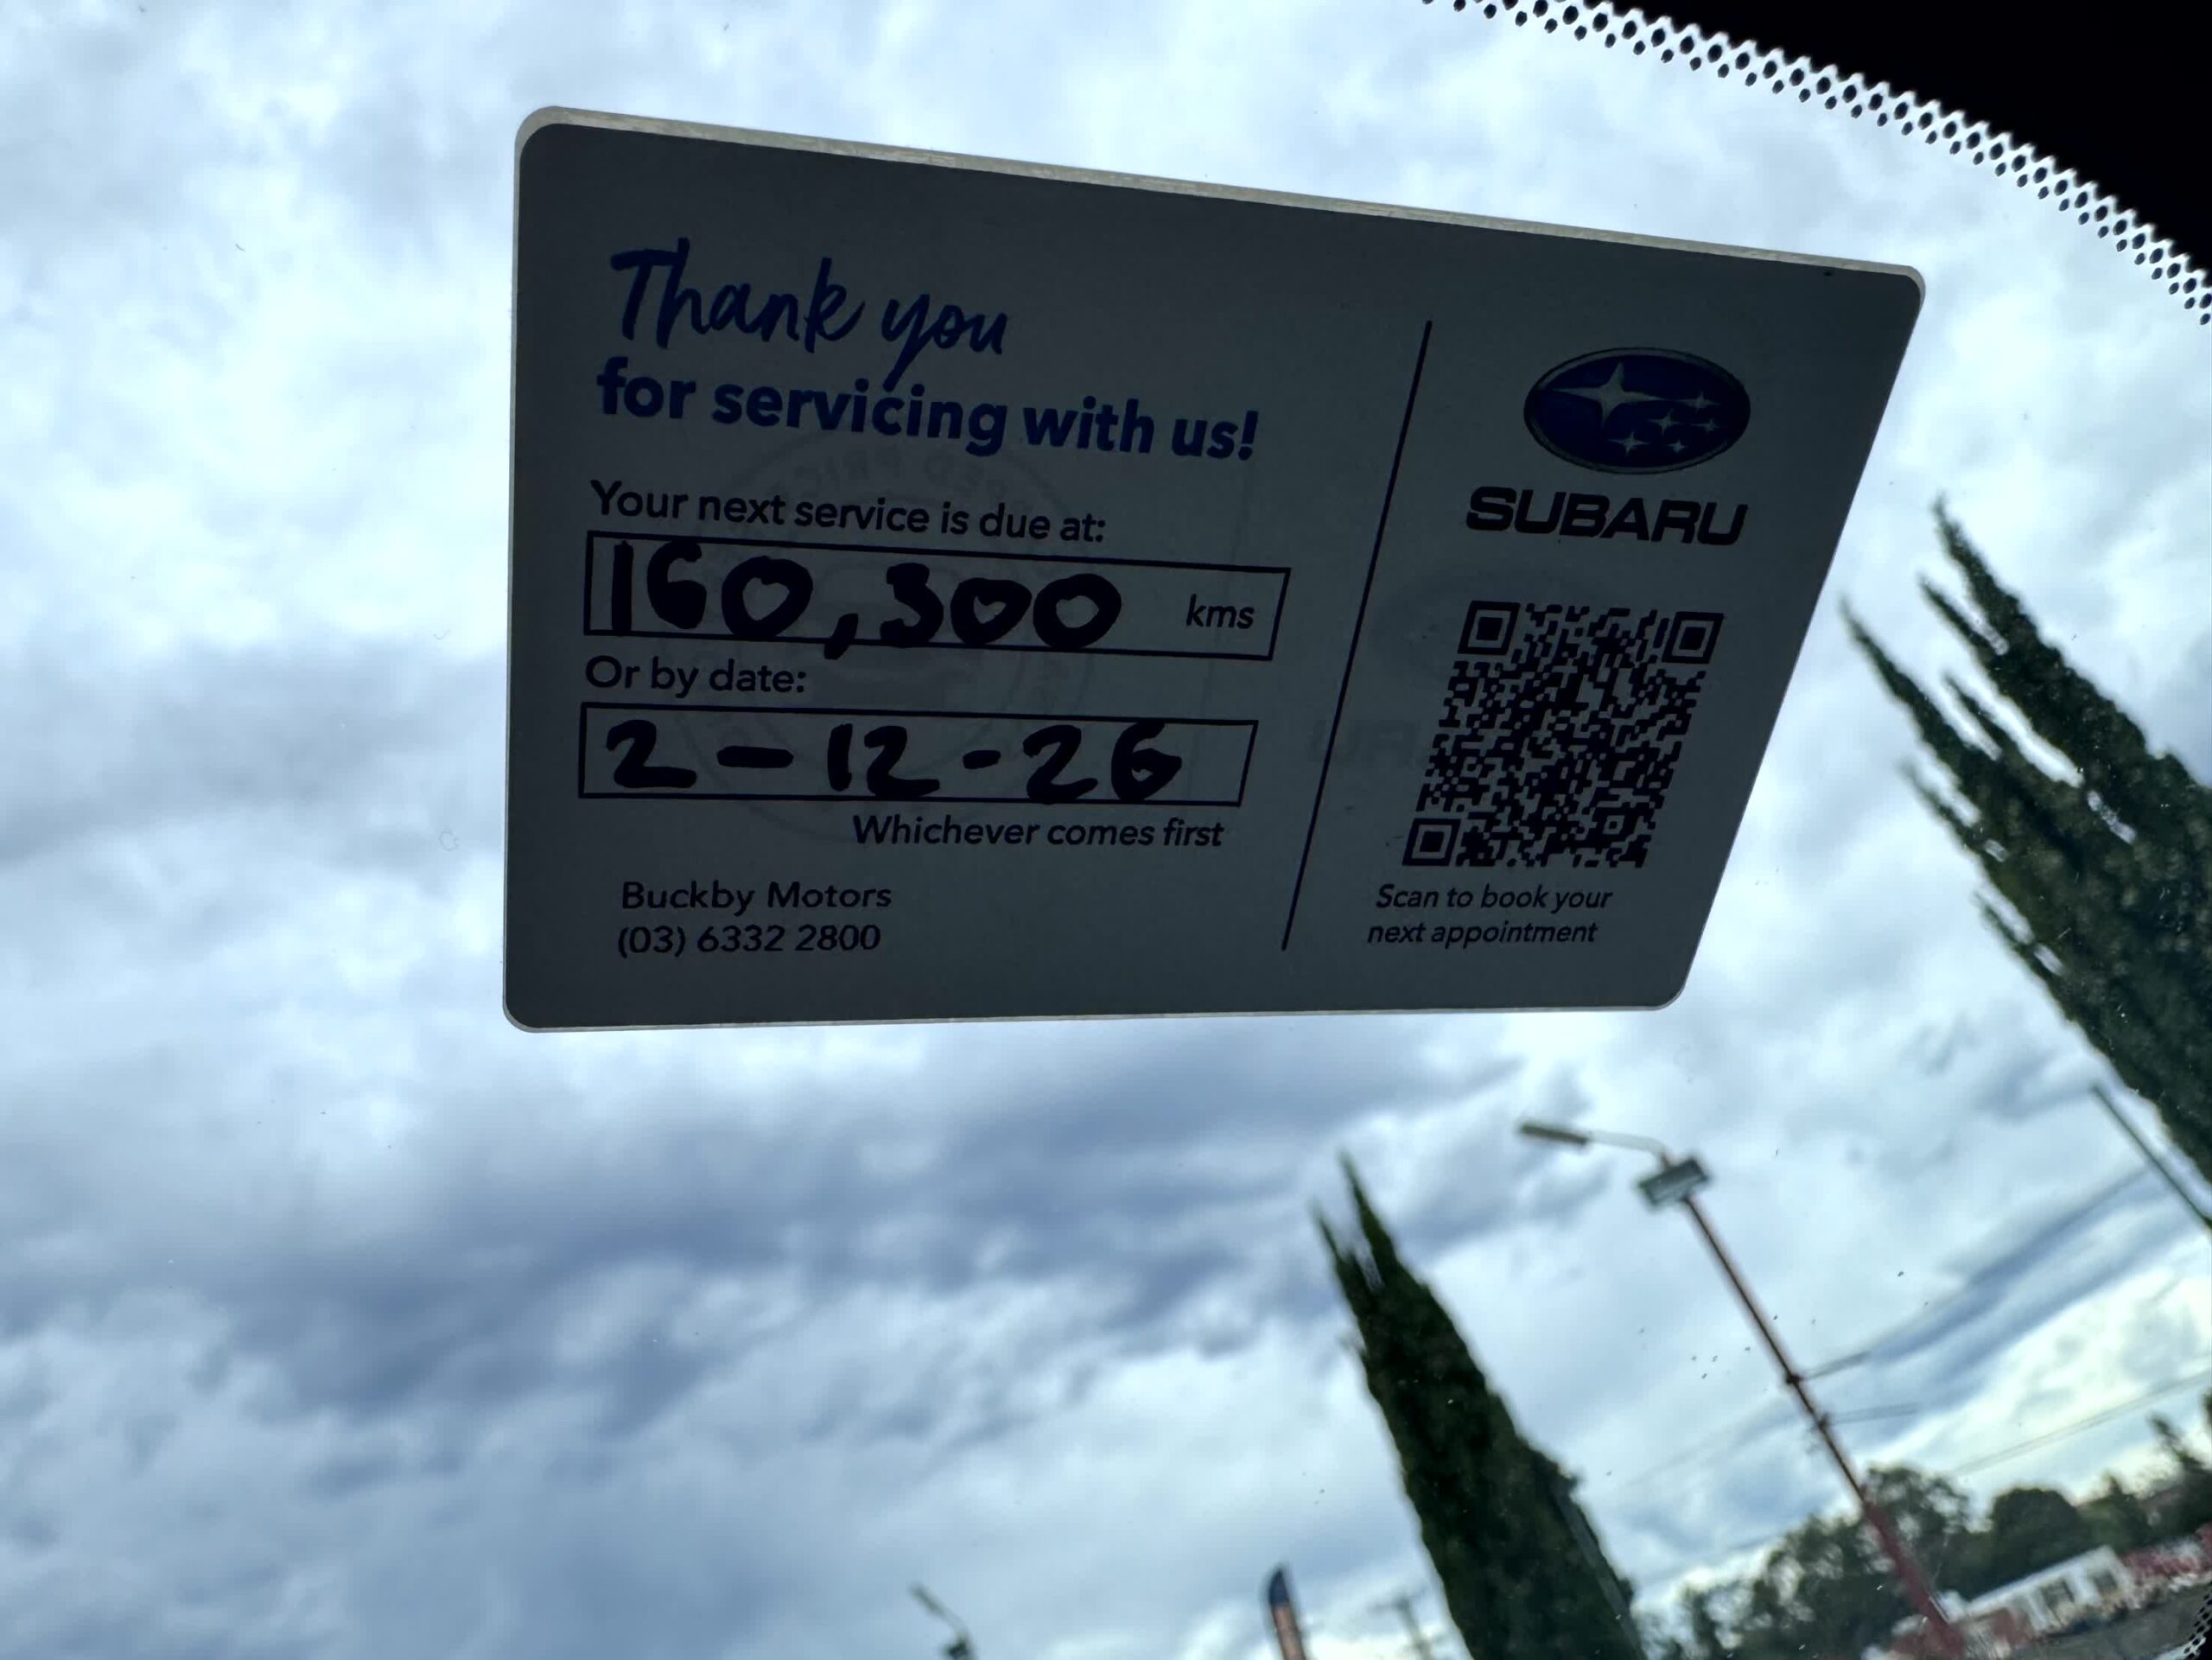 Thank you
for servicing with us!
Your next service is due at:
160,300 kms
Or by date:
2-12-26
Whichever comes first
Buckby Motors
(03) 6332 2800
SUBARU
Scan to book your
next appointment